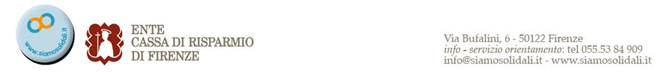 www.siamosolidali.it
ENTE
CASSA DI RISPARMIO
DI FIRENZE
Via Bufalini, 6 - 50122 Firenze
info - servizio orientamento: tel 055.53 84 909
info@siamosolidali.it - www.siamosolidali.it